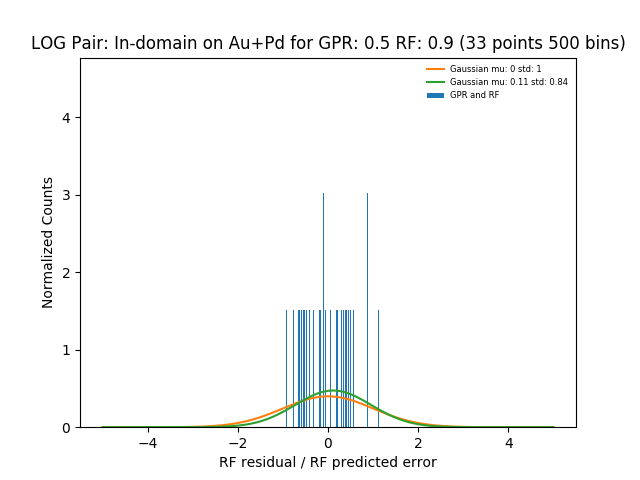 LOG Pair: In-domain on Au+Pd for GPR: 0.5 RF: 0.9 (33 points 500 bins)
Gaussian mu: 0 std: 1
Gaussian mu: 0.11 std: 0.84
GPR and RF
Normalized Counts
4
3
2
1
0
−4 −2 0 2 4
RF residual / RF predicted error